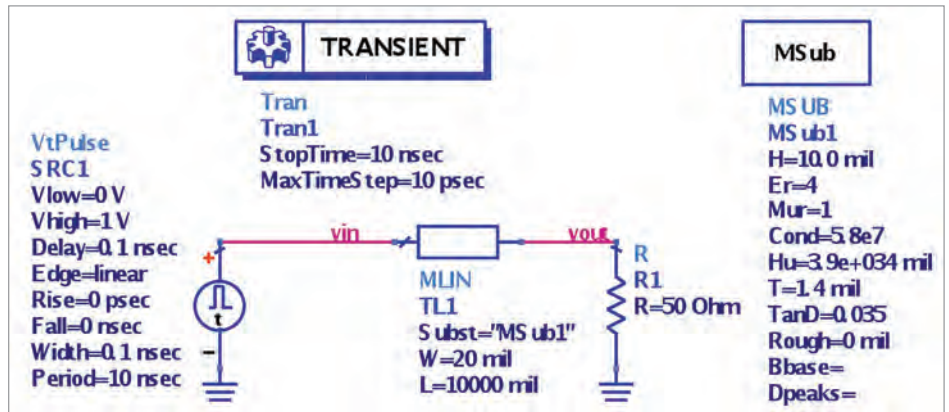 TRANSIENT
Tran
Tran1
StopTime=10 nsec
MaxTimeStep=10 psec
MSub
MSUB
MSub1
H=10.0 mil
Er=4
Mur=1
Cond=5.8e7
Hu=3.9e+034 mil
T=1.4 mil
TanD=0.035
Rough=0 mil
Bbase=
Dpeaks=
VtPulse
SRC1
Vlow=0 V
Vhigh=1 V
Delay=0.1 nsec
Edge=linear
Rise=0 psec
Fall=0 nsec
Width=0.1 nsec
Period=10 nsec
+
t
–
vin
MLIN
TL1
Subst="MSub1"
W=20 mil
L=10000 mil
vout
R
R1
R=50 Ohm